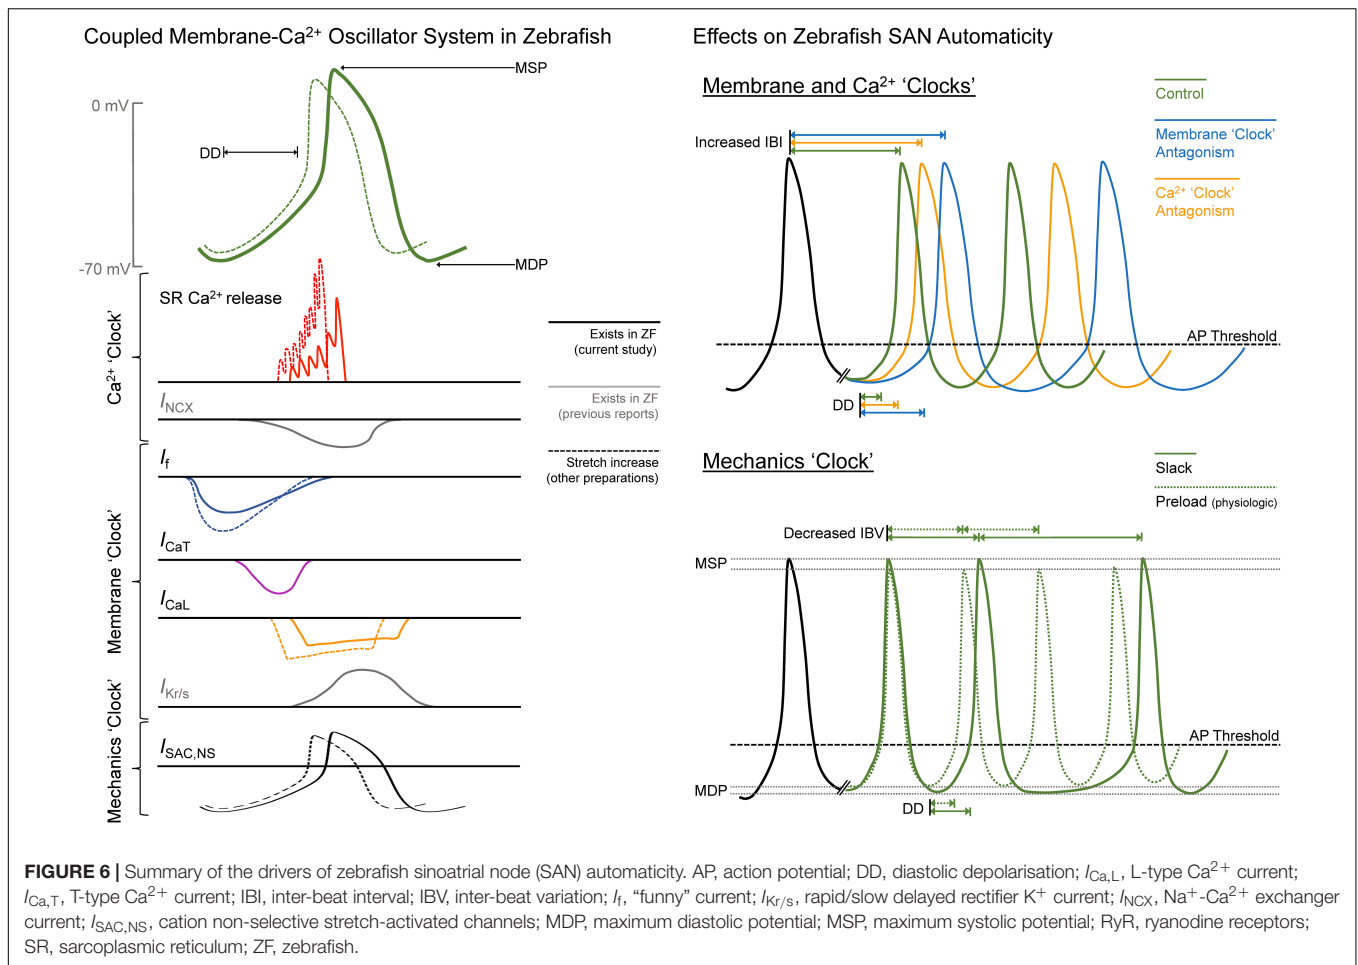 Coupled Membrane-Ca²⁺ Oscillator System in Zebrafish
MSP
0 mV
DD
-70 mV
MDP
SR Ca²⁺ release
Ca²⁺ 'Clock'
I_NCX
I_f
I_CaT
Membrane 'Clock'
I_CaL
I_Kr/s
Mechanics 'Clock'
I_SAC,NS
Mechanics 'Clock'
Exists in ZF
(current study)
Exists in ZF
(previous reports)
Stretch increase
(other preparations)
Effects on Zebrafish SAN Automaticity
Membrane and Ca²⁺ 'Clocks'
Control
Membrane 'Clock'
Antagonism
Ca²⁺ 'Clock'
Antagonism
Increased IBI
AP Threshold
DD
Mechanics 'Clock'
Slack
Preload (physiologic)
Decreased IBV
MSP
AP Threshold
MDP
DD
FIGURE 6 | Summary of the drivers of zebrafish sinoatrial node (SAN) automaticity. AP, action potential; DD, diastolic depolarisation; I_Ca,L, L-type Ca²⁺ current;
I_Ca,T, T-type Ca²⁺ current; IBI, inter-beat interval; IBV, inter-beat variation; I_f, “funny” current; I_Kr/s, rapid/slow delayed rectifier K⁺ current; I_NCX, Na⁺-Ca²⁺ exchanger
current; I_SAC,NS, cation non-selective stretch-activated channels; MDP, maximum diastolic potential; MSP, maximum systolic potential; RyR, ryanodine receptors;
SR, sarcoplasmic reticulum; ZF, zebrafish.